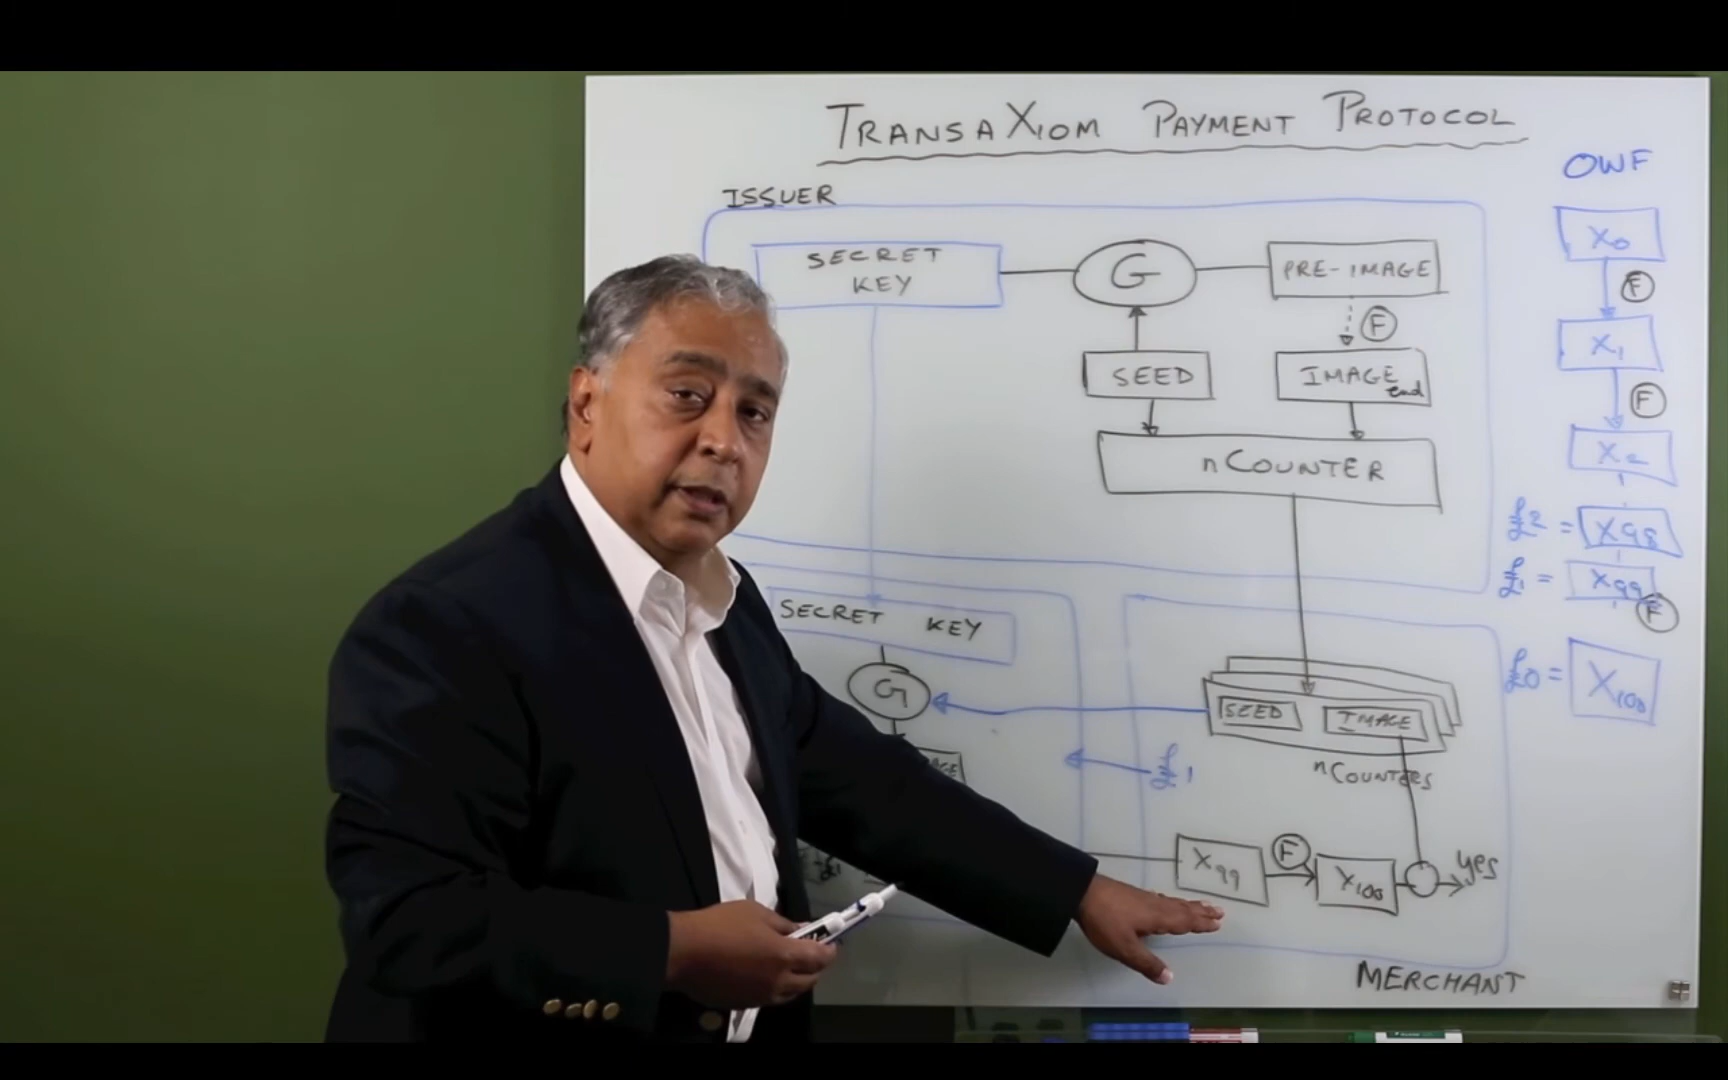 TRANSAXIOM PAYMENT PROTOCOL
OWF
ISSUER
X0
SECRET
KEY
G
PRE-IMAGE
F
F
X1
SEED
IMAGE
end
F
X2
nCOUNTER
£2 = X98
£1 = X99
F
SECRET KEY
£0 = X100
G
SEED
IMAGE
nCOUNTERS
£1
X99
F
X100
yes
MERCHANT